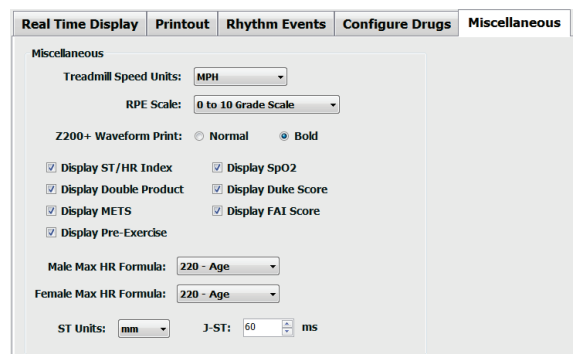 Real Time Display Printout Rhythm Events Configure Drugs Miscellaneous
Miscellaneous
Treadmill Speed Units: MPH
RPE Scale: 0 to 10 Grade Scale
Z200+ Waveform Print: Normal Bold
Display ST/HR Index Display SpO2
Display Double Product Display Duke Score
Display METS Display FAI Score
Display Pre-Exercise
Male Max HR Formula: 220 - Age
Female Max HR Formula: 220 - Age
ST Units: mm J-ST: 60 ms